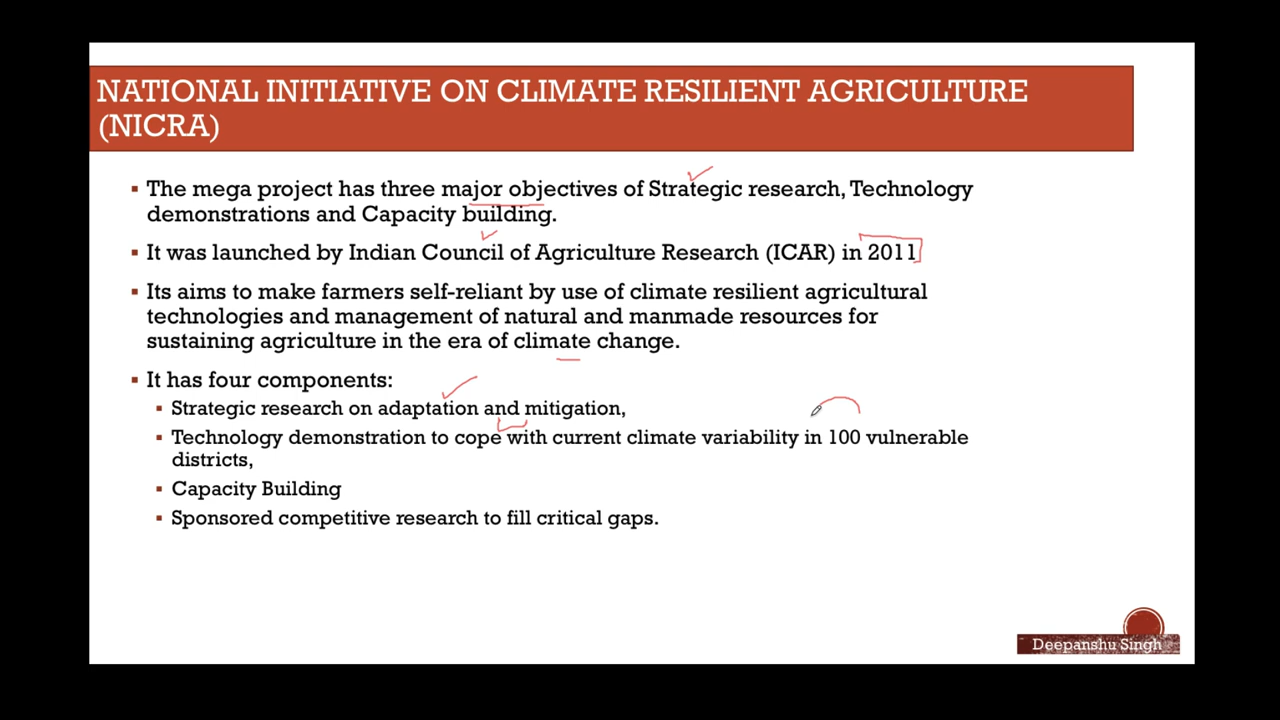 NATIONAL INITIATIVE ON CLIMATE RESILIENT AGRICULTURE
(NICRA)
▪ The mega project has three major objectives of Strategic research, Technology
demonstrations and Capacity building.
▪ It was launched by Indian Council of Agriculture Research (ICAR) in 2011
▪ Its aims to make farmers self-reliant by use of climate resilient agricultural
technologies and management of natural and manmade resources for
sustaining agriculture in the era of climate change.
▪ It has four components:
▪ Strategic research on adaptation and mitigation,
▪ Technology demonstration to cope with current climate variability in 100 vulnerable
districts,
▪ Capacity Building
▪ Sponsored competitive research to fill critical gaps.
Deepanshu Singh